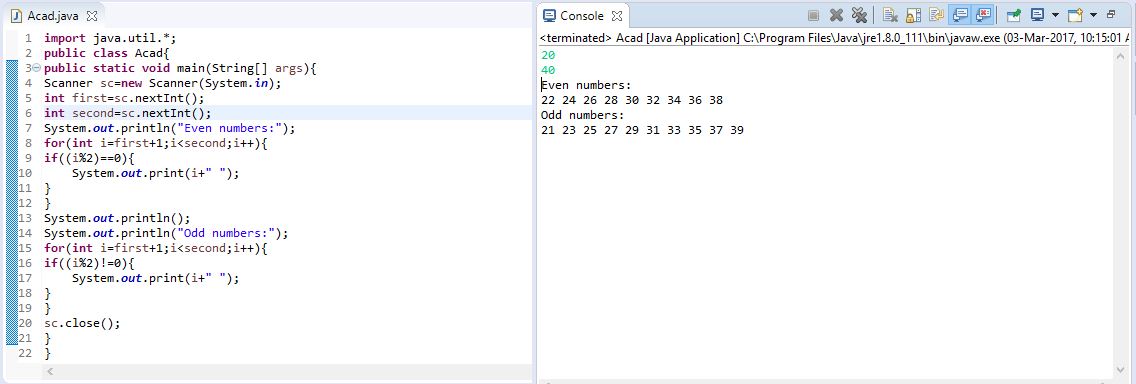 Acad.java
1 import java.util.*;
2 public class Acad{
3 public static void main(String[] args){
4 Scanner sc=new Scanner(System.in);
5 int first=sc.nextInt();
6 int second=sc.nextInt();
7 System.out.println("Even numbers:");
8 for(int i=first+1;i<second;i++){
9 if((i%2)==0){
10 System.out.print(i+" ");
11 }
12 }
13 System.out.println();
14 System.out.println("Odd numbers:");
15 for(int i=first+1;i<second;i++){
16 if((i%2)!=0){
17 System.out.print(i+" ");
18 }
19 }
20 sc.close();
21 }
22 }
Console
<terminated> Acad [Java Application] C:\Program Files\Java\jre1.8.0_111\bin\javaw.exe (03-Mar-2017, 10:15:01 A
20
40
Even numbers:
22 24 26 28 30 32 34 36 38
Odd numbers:
21 23 25 27 29 31 33 35 37 39